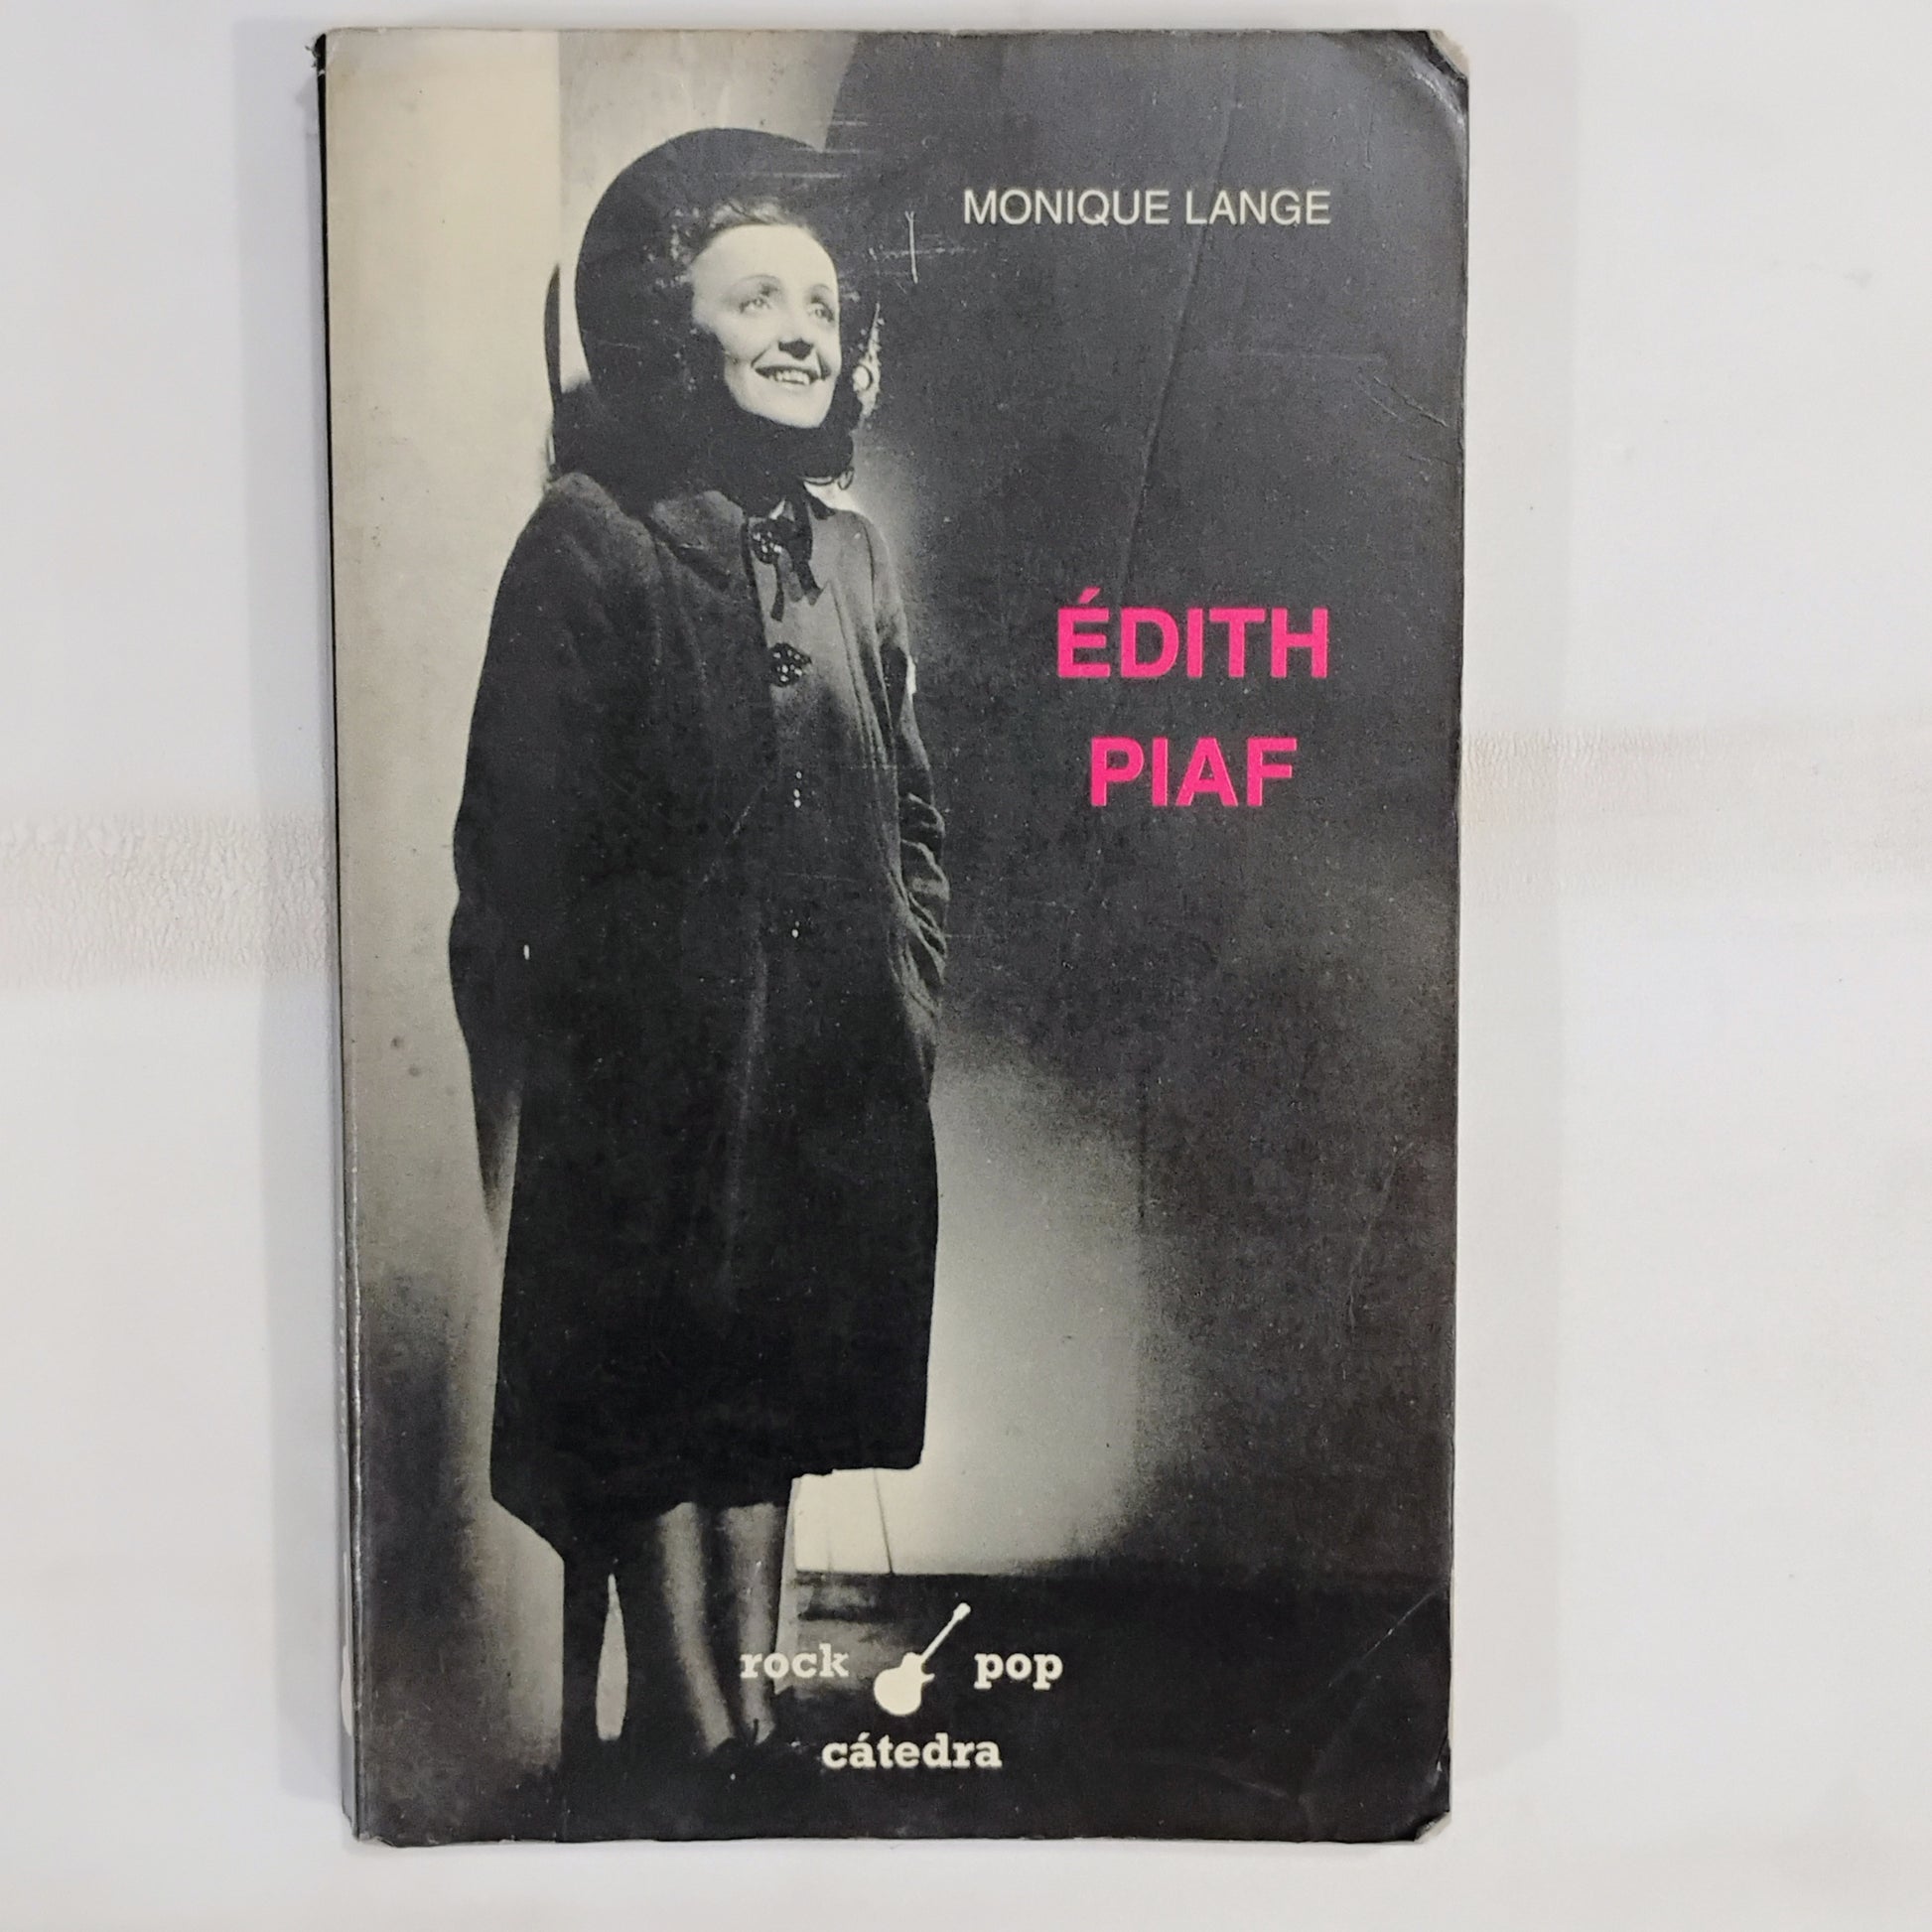 MONIQUE LANGE
ÉDITH
PIAF
rock pop
cátedra